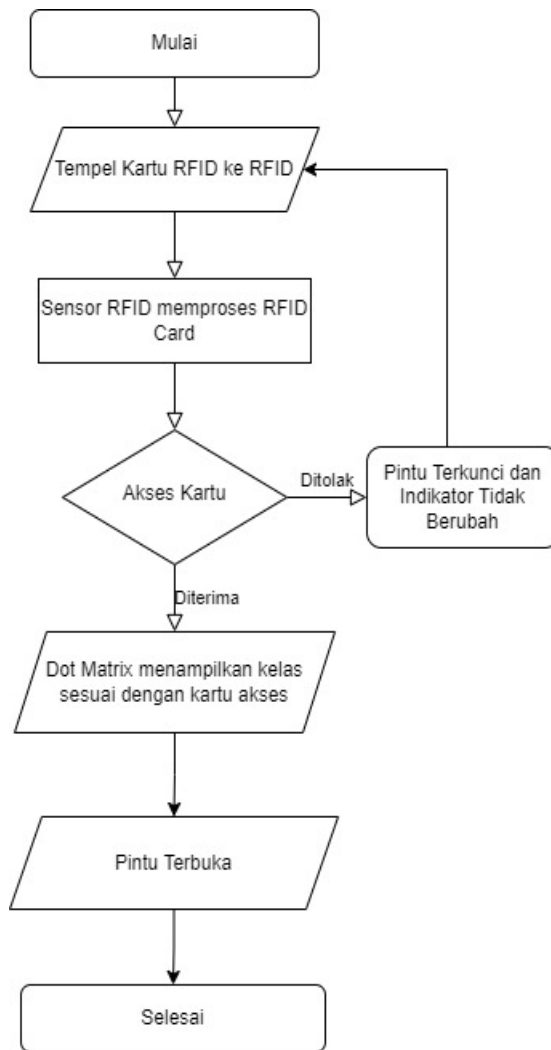 Mulai
Tempel Kartu RFID ke RFID
Sensor RFID memproses RFID
Card
Akses Kartu
Ditolak
Pintu Terkunci dan
Indikator Tidak
Berubah
Diterima
Dot Matrix menampilkan kelas
sesuai dengan kartu akses
Pintu Terbuka
Selesai